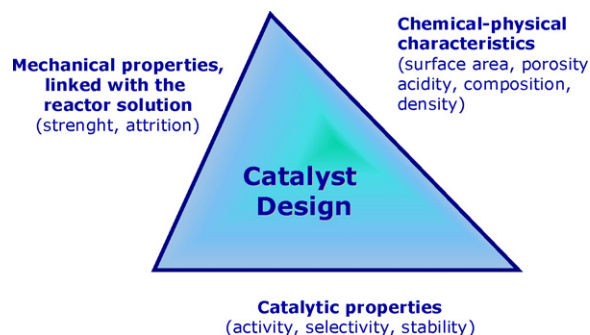 Mechanical properties,
linked with the
reactor solution
(strenght, attrition)
Chemical-physical
characteristics
(surface area, porosity
acidity, composition,
density)
Catalyst
Design
Catalytic properties
(activity, selectivity, stability)